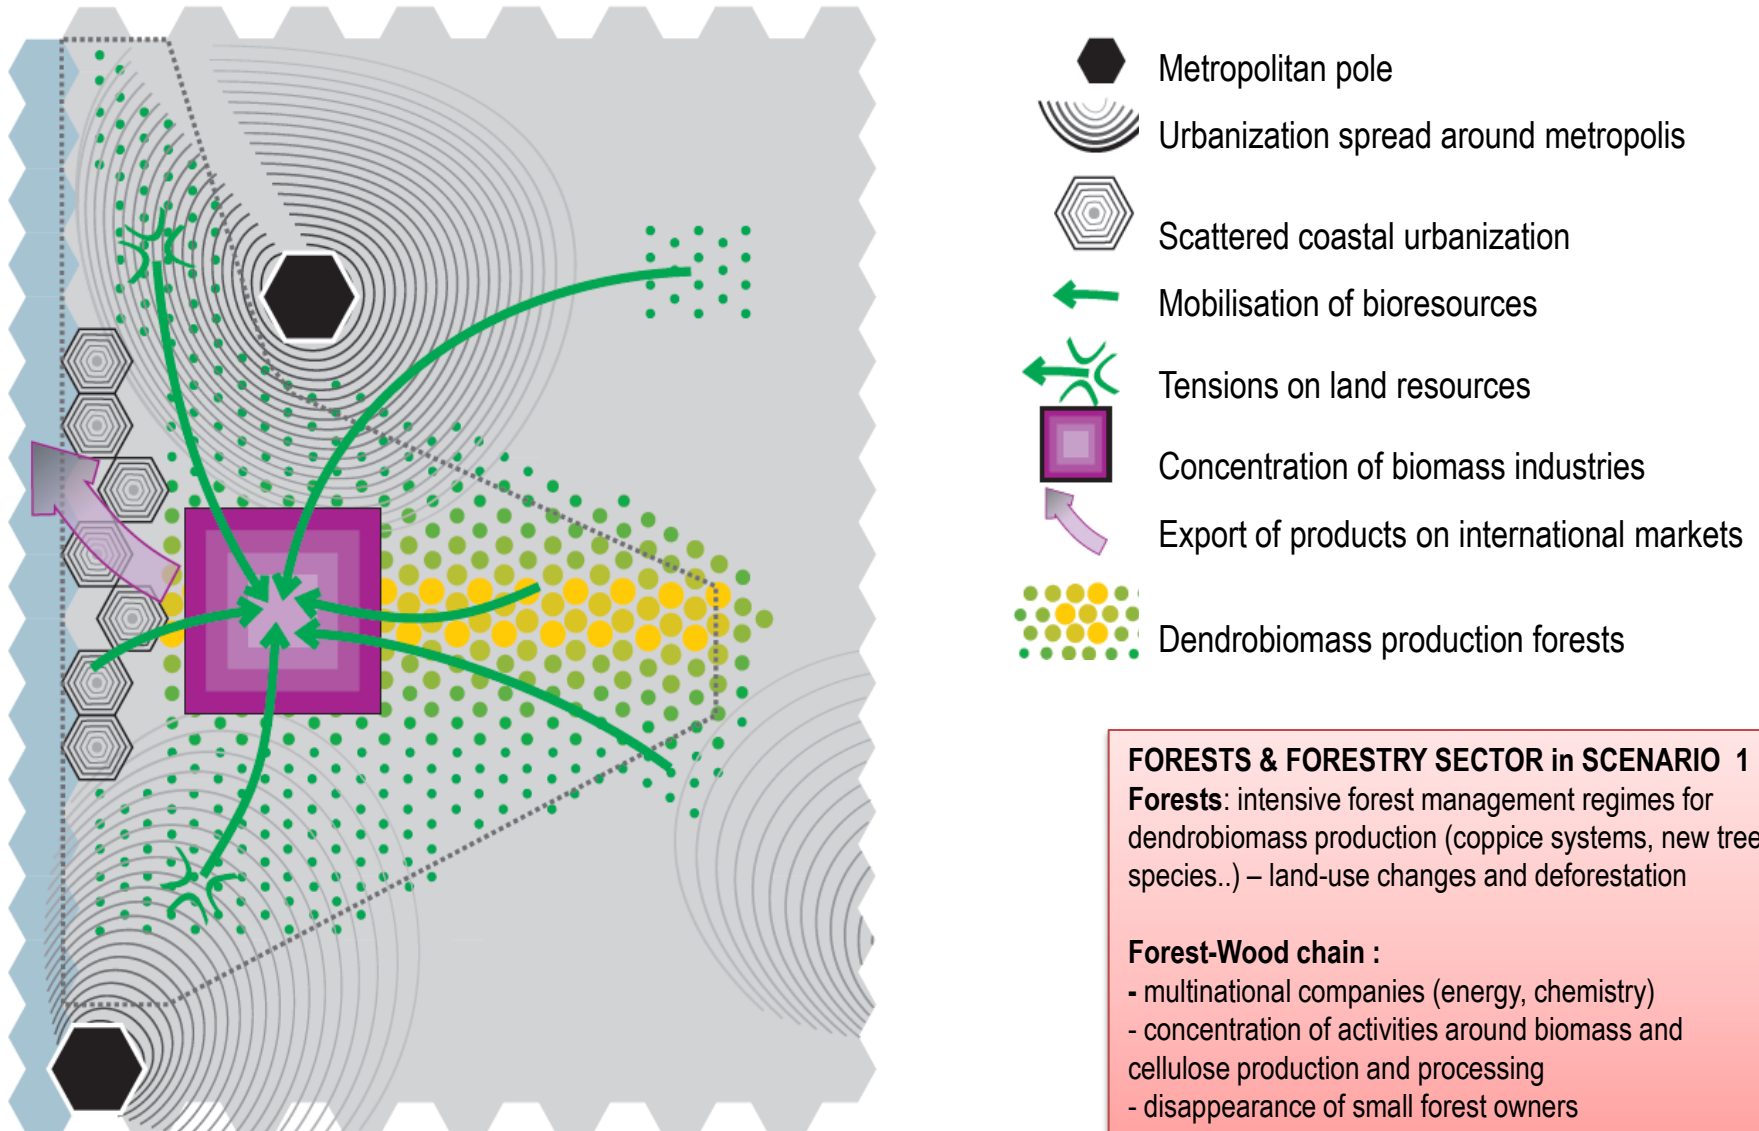 Metropolitan pole
Urbanization spread around metropolis
Scattered coastal urbanization
Mobilisation of bioresources
Tensions on land resources
Concentration of biomass industries
Export of products on international markets
Dendrobiomass production forests
FORESTS & FORESTRY SECTOR in SCENARIO 1
Forests: intensive forest management regimes for
dendrobiomass production (coppice systems, new tree
species..) – land-use changes and deforestation
Forest-Wood chain :
- multinational companies (energy, chemistry)
- concentration of activities around biomass and
cellulose production and processing
- disappearance of small forest owners